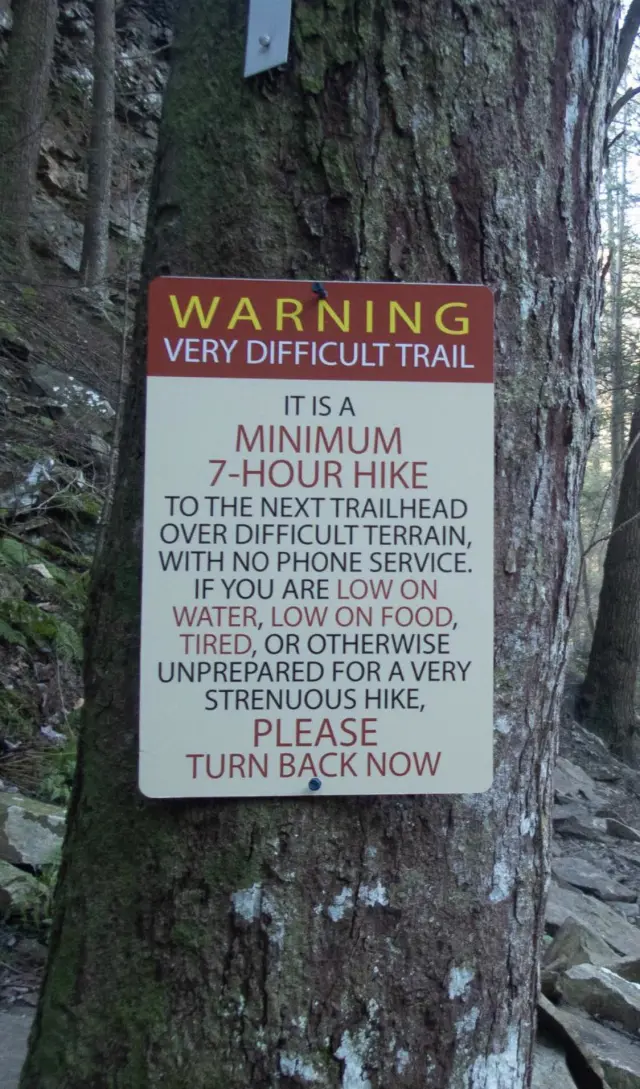 WARNING
VERY DIFFICULT TRAIL
IT IS A
MINIMUM
7-HOUR HIKE
TO THE NEXT TRAILHEAD
OVER DIFFICULT TERRAIN,
WITH NO PHONE SERVICE.
IF YOU ARE LOW ON
WATER, LOW ON FOOD,
TIRED, OR OTHERWISE
UNPREPARED FOR A VERY
STRENUOUS HIKE,
PLEASE
TURN BACK NOW